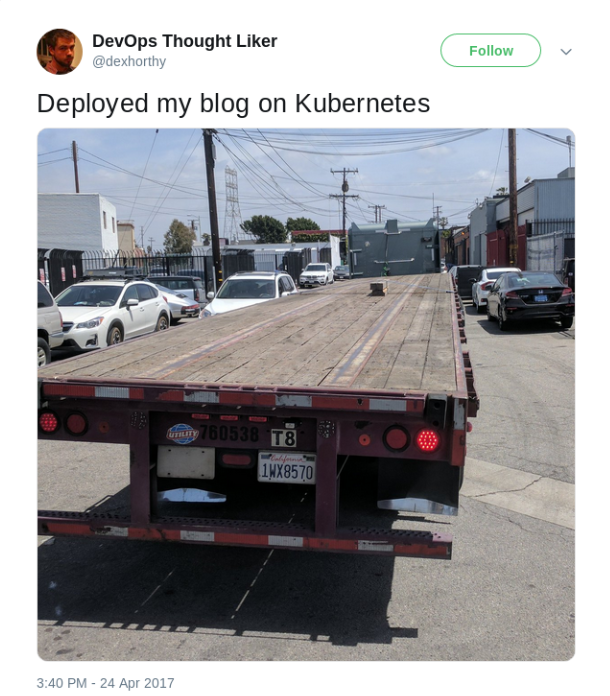 DevOps Thought Liker
@dexhorthy
Follow
Deployed my blog on Kubernetes
UTILITY
760538
T8
California
1WX8570
3:40 PM - 24 Apr 2017